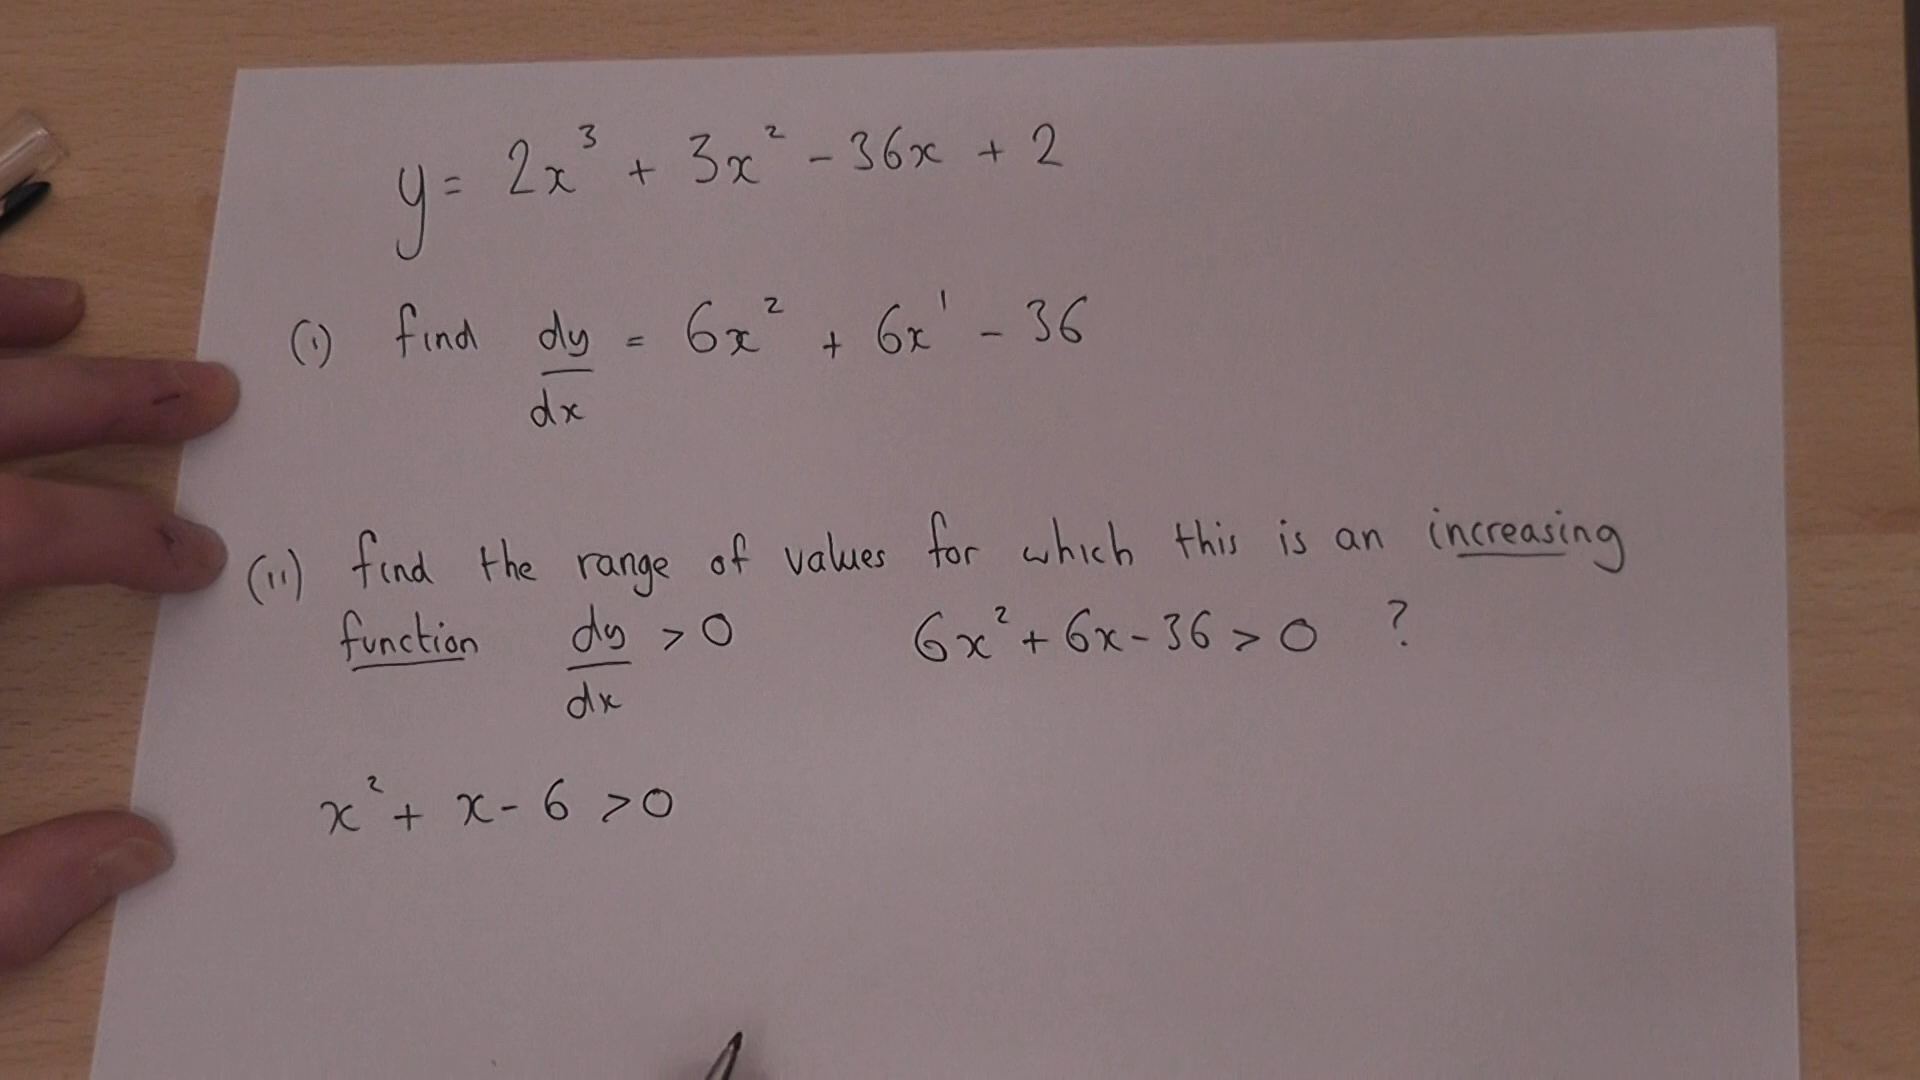 y = 2x³ + 3x² - 36x + 2
(i) find dy/dx = 6x² + 6x¹ - 36
(ii) find the range of values for which this is an increasing
function dy/dx > 0 6x² + 6x - 36 > 0 ?
x² + x - 6 > 0